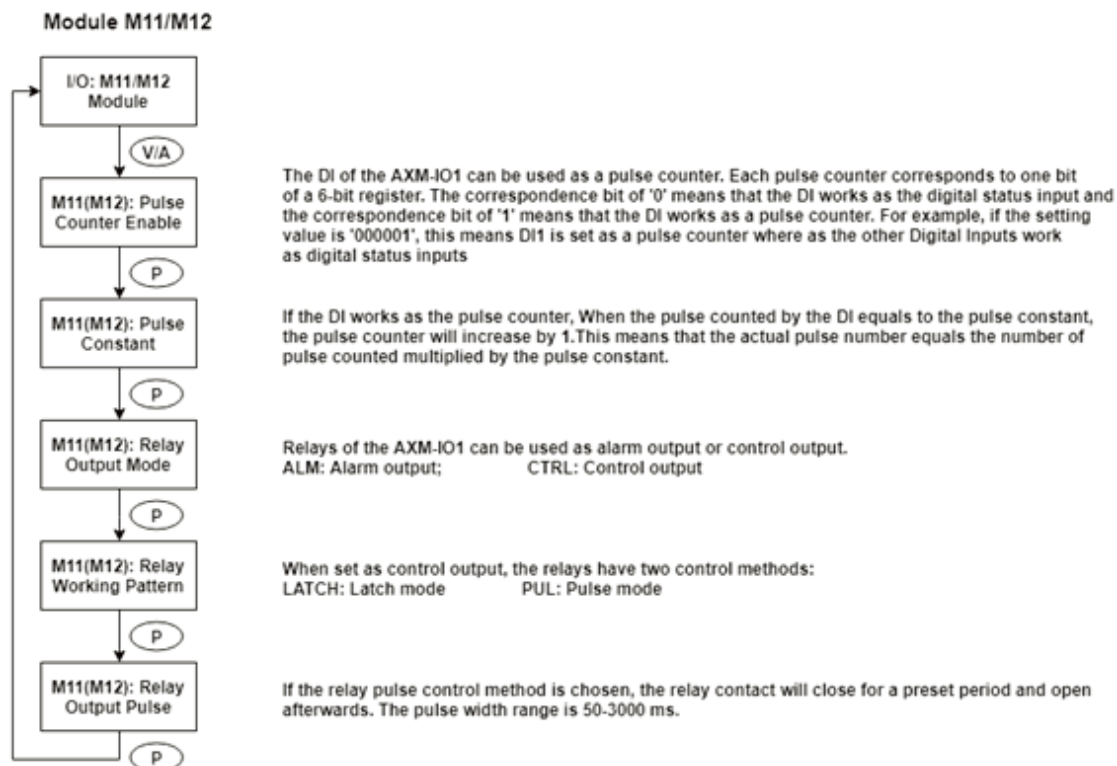 Module M11/M12
I/O: M11/M12
Module
V/A
M11(M12): Pulse
Counter Enable
The DI of the AXM-IO1 can be used as a pulse counter. Each pulse counter corresponds to one bit
of a 6-bit register. The correspondence bit of '0' means that the DI works as the digital status input and
the correspondence bit of '1' means that the DI works as a pulse counter. For example, if the setting
value is '000001', this means DI1 is set as a pulse counter where as the other Digital Inputs work
as digital status inputs
P
M11(M12): Pulse
Constant
If the DI works as the pulse counter, When the pulse counted by the DI equals to the pulse constant,
the pulse counter will increase by 1.This means that the actual pulse number equals the number of
pulse counted multiplied by the pulse constant.
P
M11(M12): Relay
Output Mode
Relays of the AXM-IO1 can be used as alarm output or control output.
ALM: Alarm output; CTRL: Control output
P
M11(M12): Relay
Working Pattern
When set as control output, the relays have two control methods:
LATCH: Latch mode PUL: Pulse mode
P
M11(M12): Relay
Output Pulse
If the relay pulse control method is chosen, the relay contact will close for a preset period and open
afterwards. The pulse width range is 50-3000 ms.
P